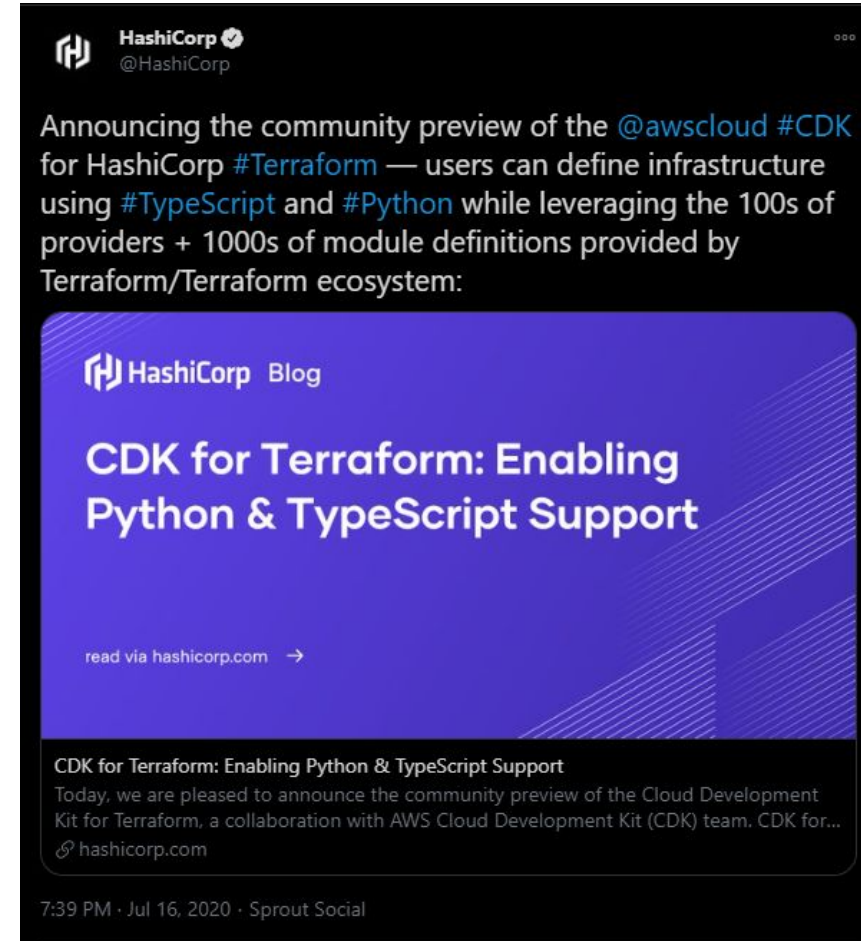 HashiCorp
@HashiCorp
Announcing the community preview of the @awscloud #CDK
for HashiCorp #Terraform — users can define infrastructure
using #TypeScript and #Python while leveraging the 100s of
providers + 1000s of module definitions provided by
Terraform/Terraform ecosystem:
HashiCorp Blog
CDK for Terraform: Enabling
Python & TypeScript Support
read via hashicorp.com →
CDK for Terraform: Enabling Python & TypeScript Support
Today, we are pleased to announce the community preview of the Cloud Development
Kit for Terraform, a collaboration with AWS Cloud Development Kit (CDK) team. CDK for...
hashicorp.com
7:39 PM · Jul 16, 2020 · Sprout Social